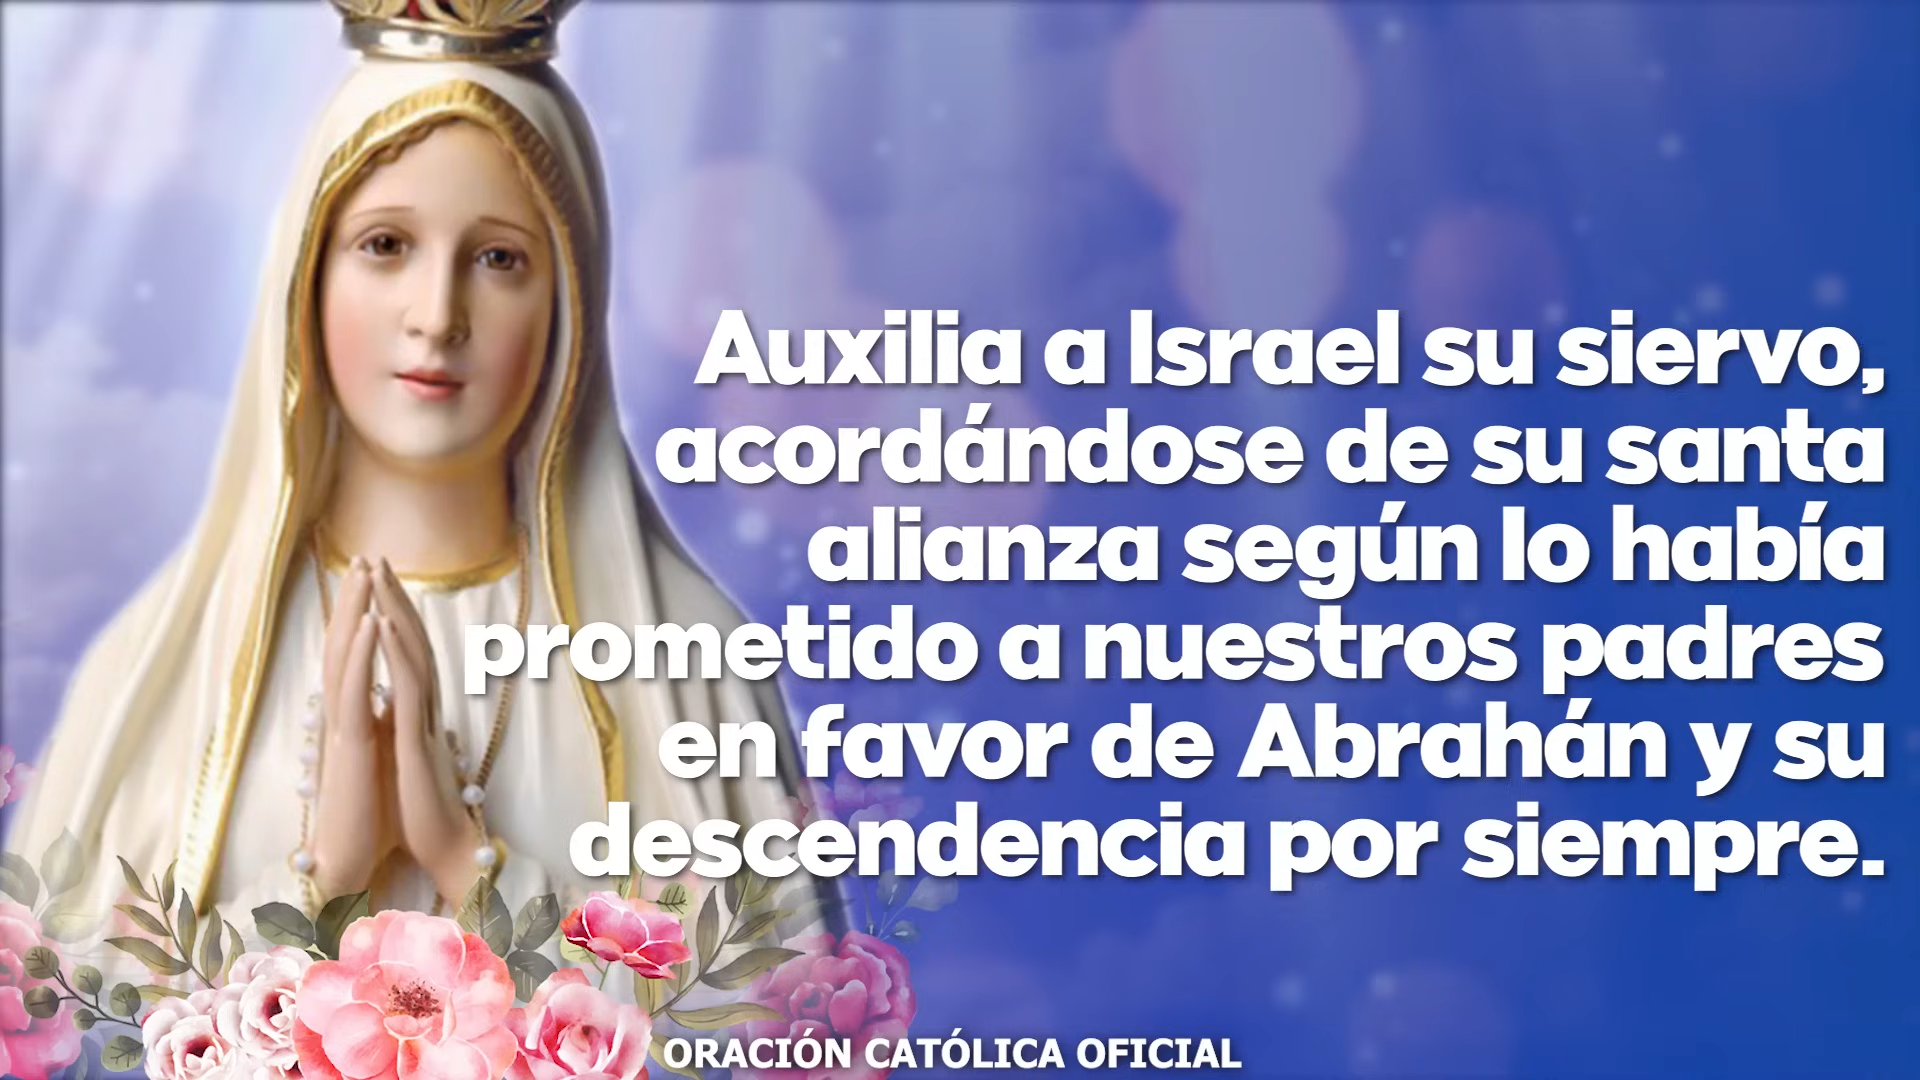 Auxilia a Israel su siervo,
acordándose de su santa
alianza según lo había
prometido a nuestros padres
en favor de Abrahán y su
descendencia por siempre.
ORACIÓN CATÓLICA OFICIAL